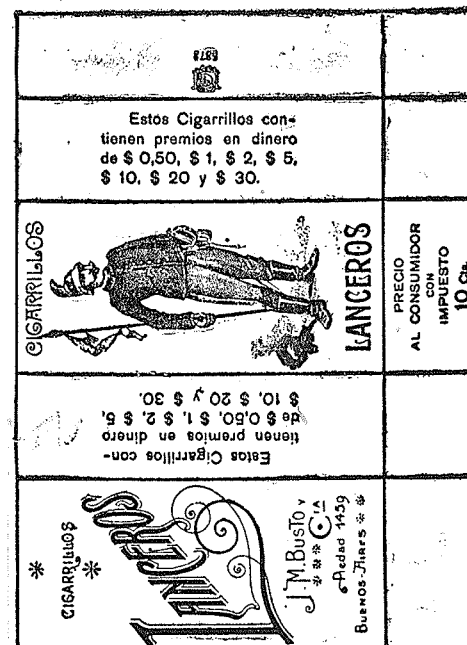 Estos Cigarrillos con-
tienen premios en dinero
de $ 0,50, $ 1, $ 2, $ 5,
$ 10, $ 20 y $ 30.
CIGARRILLOS
LANCEROS
PRECIO
AL CONSUMIDOR
CON
IMPUESTO
10 Cts.
Estos Cigarrillos con-
tienen premios en dinero
de $ 0,50, $ 1, $ 2, $ 5,
$ 10, $ 20 y $ 30.
CIGARRILLOS
LANCEROS
J. M. BUSTO Y
CIA
Piedad 1459
BUENOS-AIRES